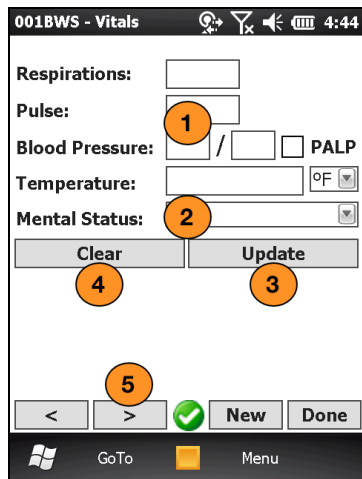 001BWS - Vitals 4:44
Respirations:
Pulse:
1
Blood Pressure: / PALP
Temperature: ºF
Mental Status: 2
Clear Update
4 3
5
< > New Done
GoTo Menu